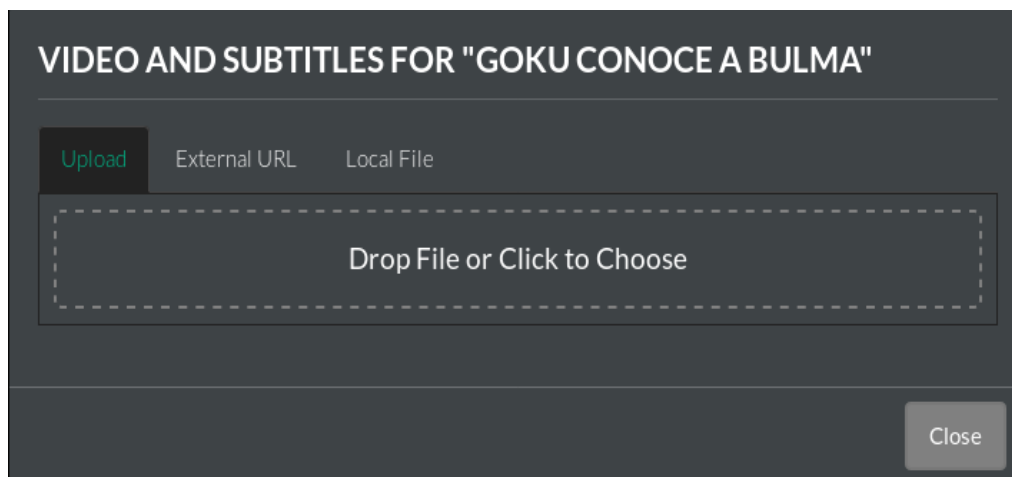 VIDEO AND SUBTITLES FOR "GOKU CONOCE A BULMA"
Upload External URL Local File
Drop File or Click to Choose
Close